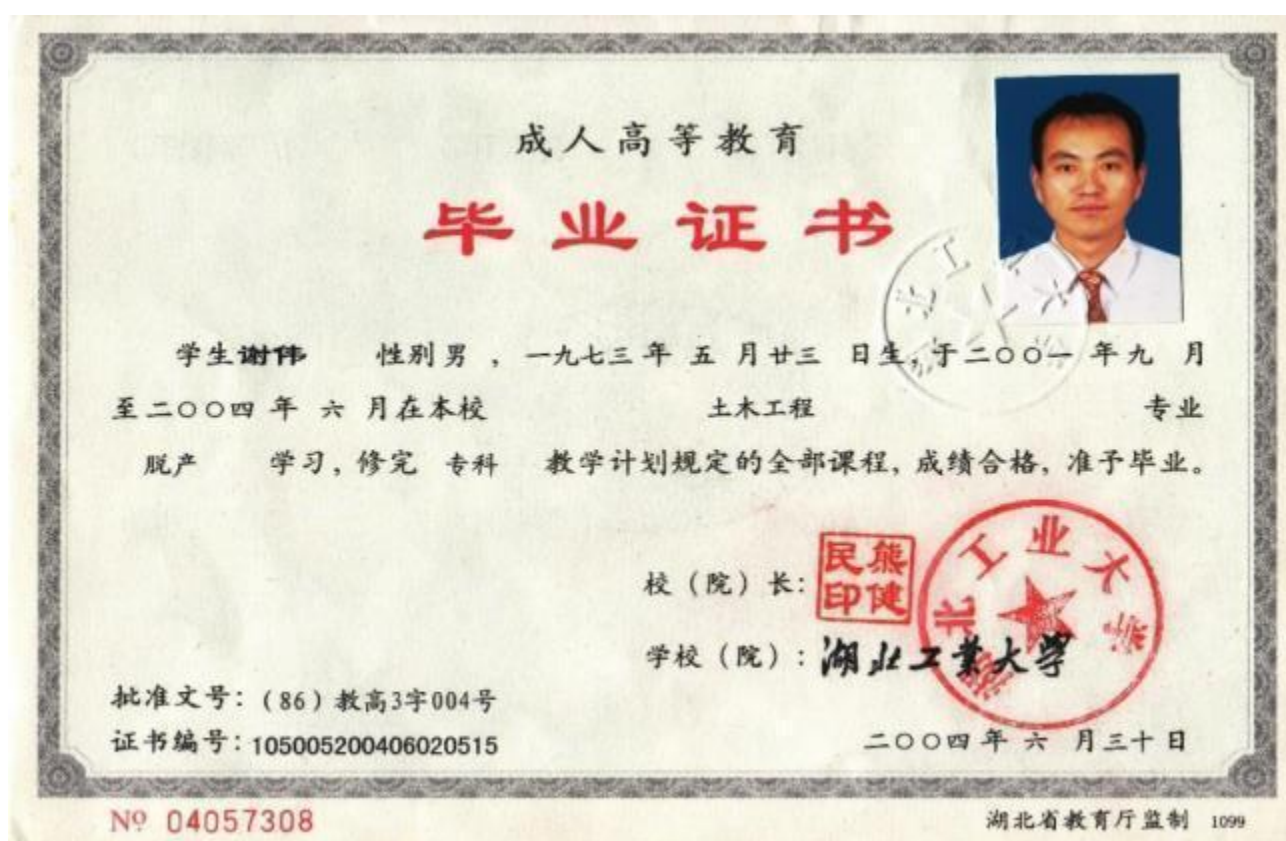 成人高等教育
毕业证书
学生谢伟 性别男，一九七三年 五 月廿三 日生，于二〇〇一 年九 月
至二〇〇四 年 六 月在本校 土木工程 专业
脱产 学习，修完 专科 教学计划规定的全部课程，成绩合格，准予毕业。
校（院）长：
熊健民印
学校（院）：湖北工業大學
湖北工业大学
批准文号：(86)教高3字004号
证书编号：105005200406020515
二〇〇四 年 六 月三十 日
№ 04057308
湖北省教育厅监制 1099